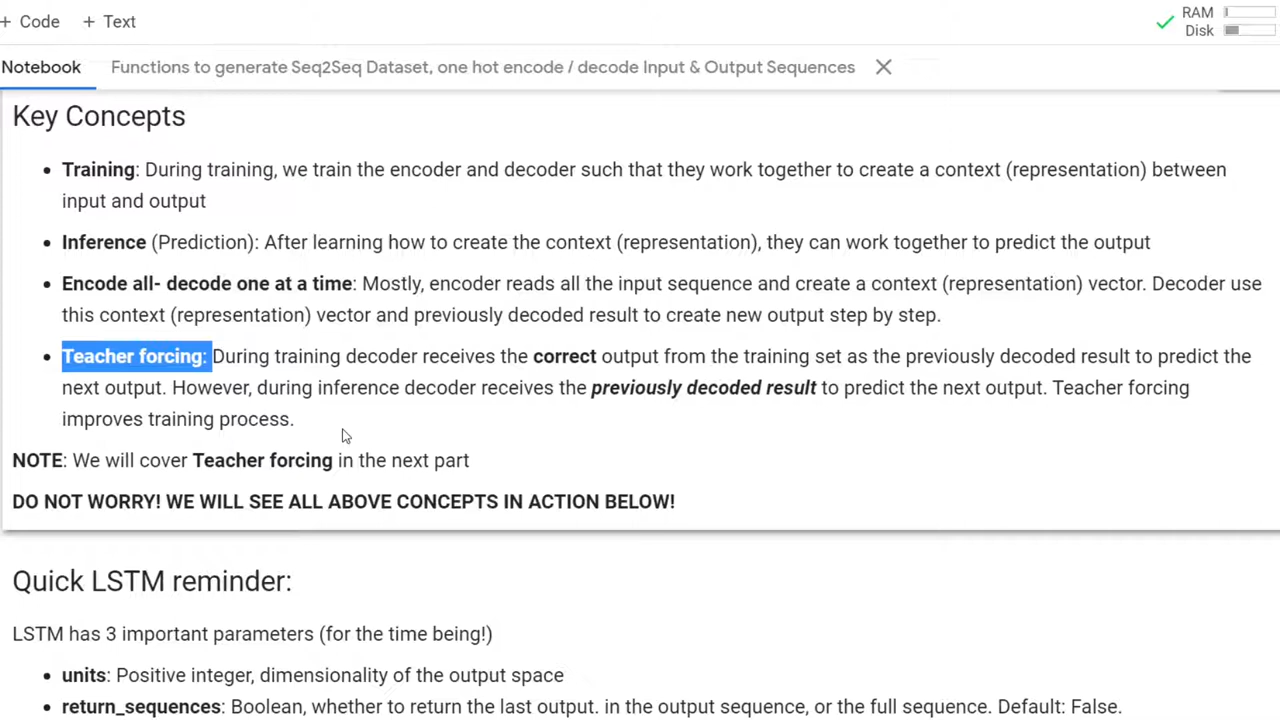 + Code + Text
RAM
Disk
Notebook Functions to generate Seq2Seq Dataset, one hot encode / decode Input & Output Sequences
Key Concepts
• Training: During training, we train the encoder and decoder such that they work together to create a context (representation) between
input and output
• Inference (Prediction): After learning how to create the context (representation), they can work together to predict the output
• Encode all- decode one at a time: Mostly, encoder reads all the input sequence and create a context (representation) vector. Decoder use
this context (representation) vector and previously decoded result to create new output step by step.
• Teacher forcing: During training decoder receives the correct output from the training set as the previously decoded result to predict the
next output. However, during inference decoder receives the previously decoded result to predict the next output. Teacher forcing
improves training process.
NOTE: We will cover Teacher forcing in the next part
DO NOT WORRY! WE WILL SEE ALL ABOVE CONCEPTS IN ACTION BELOW!
Quick LSTM reminder:
LSTM has 3 important parameters (for the time being!)
• units: Positive integer, dimensionality of the output space
• return_sequences: Boolean, whether to return the last output. in the output sequence, or the full sequence. Default: False.